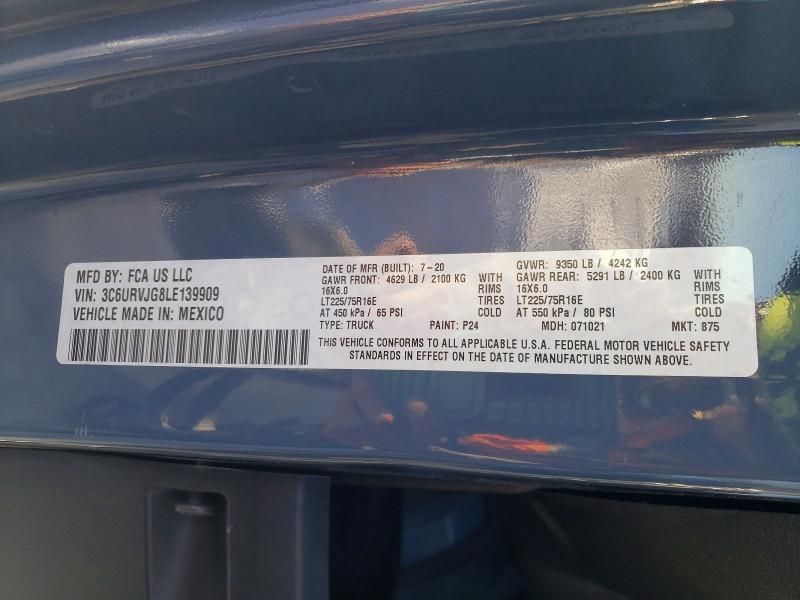 MFD BY: FCA US LLC
VIN: 3C6URVJG8LE139909
VEHICLE MADE IN: MEXICO
DATE OF MFR (BUILT): 7-20 GVWR: 9350 LB / 4242 KG
GAWR FRONT: 4629 LB / 2100 KG WITH GAWR REAR: 5291 LB / 2400 KG WITH
16X6.0 RIMS 16X6.0 RIMS
LT225/75R16E TIRES LT225/75R16E TIRES
AT 450 kPa / 65 PSI COLD AT 550 kPa / 80 PSI COLD
TYPE: TRUCK PAINT: P24 MDH: 071021 MKT: 875
THIS VEHICLE CONFORMS TO ALL APPLICABLE U.S.A. FEDERAL MOTOR VEHICLE SAFETY
STANDARDS IN EFFECT ON THE DATE OF MANUFACTURE SHOWN ABOVE.